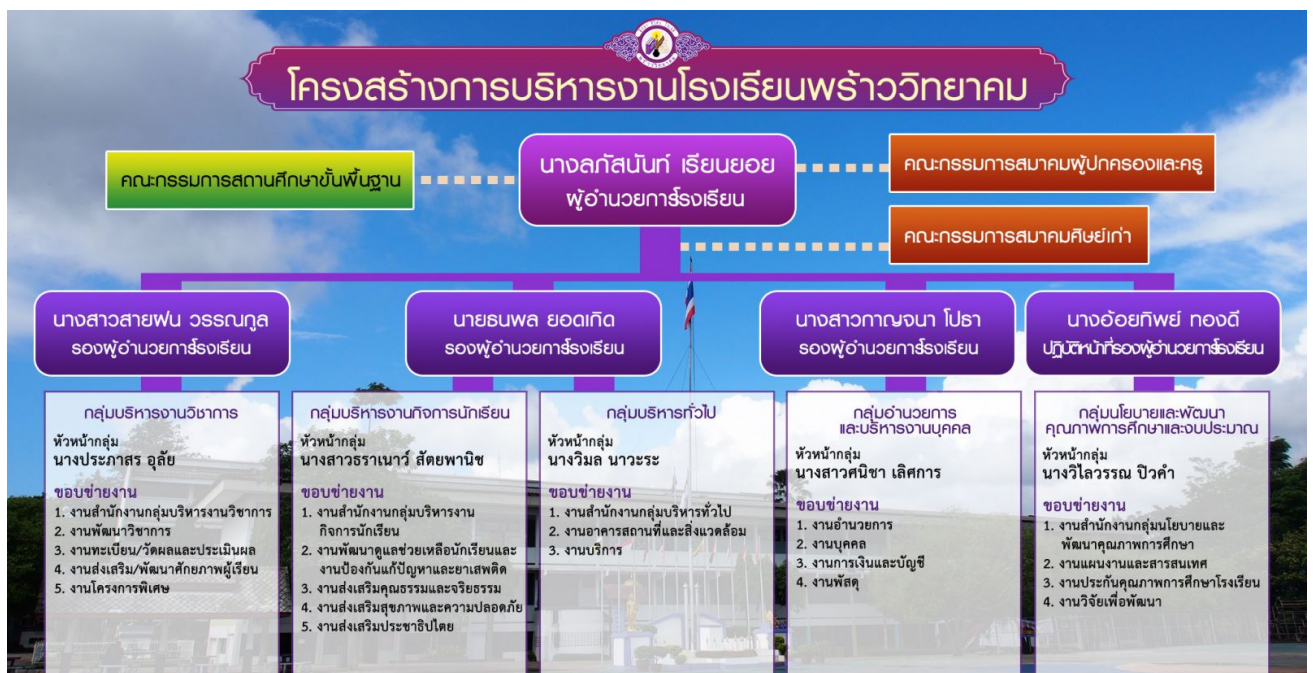 โครงสร้างการบริหารงานโรงเรียนพร้าววิทยาคม
นางลภัสนันท์ เรียนยอย
ผู้อำนวยการโรงเรียน
คณะกรรมการสถานศึกษาขั้นพื้นฐาน
คณะกรรมการสมาคมผู้ปกครองและครู
คณะกรรมการสมาคมศิษย์เก่า
นางสาวสายฝน วรรณกูล
รองผู้อำนวยการโรงเรียน
นายธนพล ยอดเกิด
รองผู้อำนวยการโรงเรียน
นางสาวกาญจนา โปธา
รองผู้อำนวยการโรงเรียน
นางอ้อยทิพย์ ทองดี
ปฏิบัติหน้าที่รองผู้อำนวยการโรงเรียน
กลุ่มบริหารงานวิชาการ
หัวหน้ากลุ่ม
นางประภาสร อุลัย
ขอบข่ายงาน
1. งานสำนักงานกลุ่มบริหารงานวิชาการ
2. งานพัฒนาวิชาการ
3. งานทะเบียน/วัดผลและประเมินผล
4. งานส่งเสริม/พัฒนาศักยภาพผู้เรียน
5. งานโครงการพิเศษ
กลุ่มบริหารงานกิจการนักเรียน
หัวหน้ากลุ่ม
นางสาวธราเนาว์ สัตยพานิช
ขอบข่ายงาน
1. งานสำนักงานกลุ่มบริหารงาน
กิจการนักเรียน
2. งานพัฒนาดูแลช่วยเหลือนักเรียนและ
งานป้องกันแก้ปัญหาและยาเสพติด
3. งานส่งเสริมคุณธรรมและจริยธรรม
4. งานส่งเสริมสุขภาพและความปลอดภัย
5. งานส่งเสริมประชาธิปไตย
กลุ่มบริหารทั่วไป
หัวหน้ากลุ่ม
นางวิมล นาวะระ
ขอบข่ายงาน
1. งานสำนักงานกลุ่มบริหารทั่วไป
2. งานอาคารสถานที่และสิ่งแวดล้อม
3. งานบริการ
กลุ่มอำนวยการ
และบริหารงานบุคคล
หัวหน้ากลุ่ม
นางสาวศนิชา เลิศการ
ขอบข่ายงาน
1. งานอำนวยการ
2. งานบุคคล
3. งานการเงินและบัญชี
4. งานพัสดุ
กลุ่มนโยบายและพัฒนา
คุณภาพการศึกษาและงบประมาณ
หัวหน้ากลุ่ม
นางวิไลวรรณ ปิวคำ
ขอบข่ายงาน
1. งานสำนักงานกลุ่มนโยบายและ
พัฒนาคุณภาพการศึกษา
2. งานแผนงานและสารสนเทศ
3. งานประกันคุณภาพการศึกษาโรงเรียน
4. งานวิจัยเพื่อพัฒนา